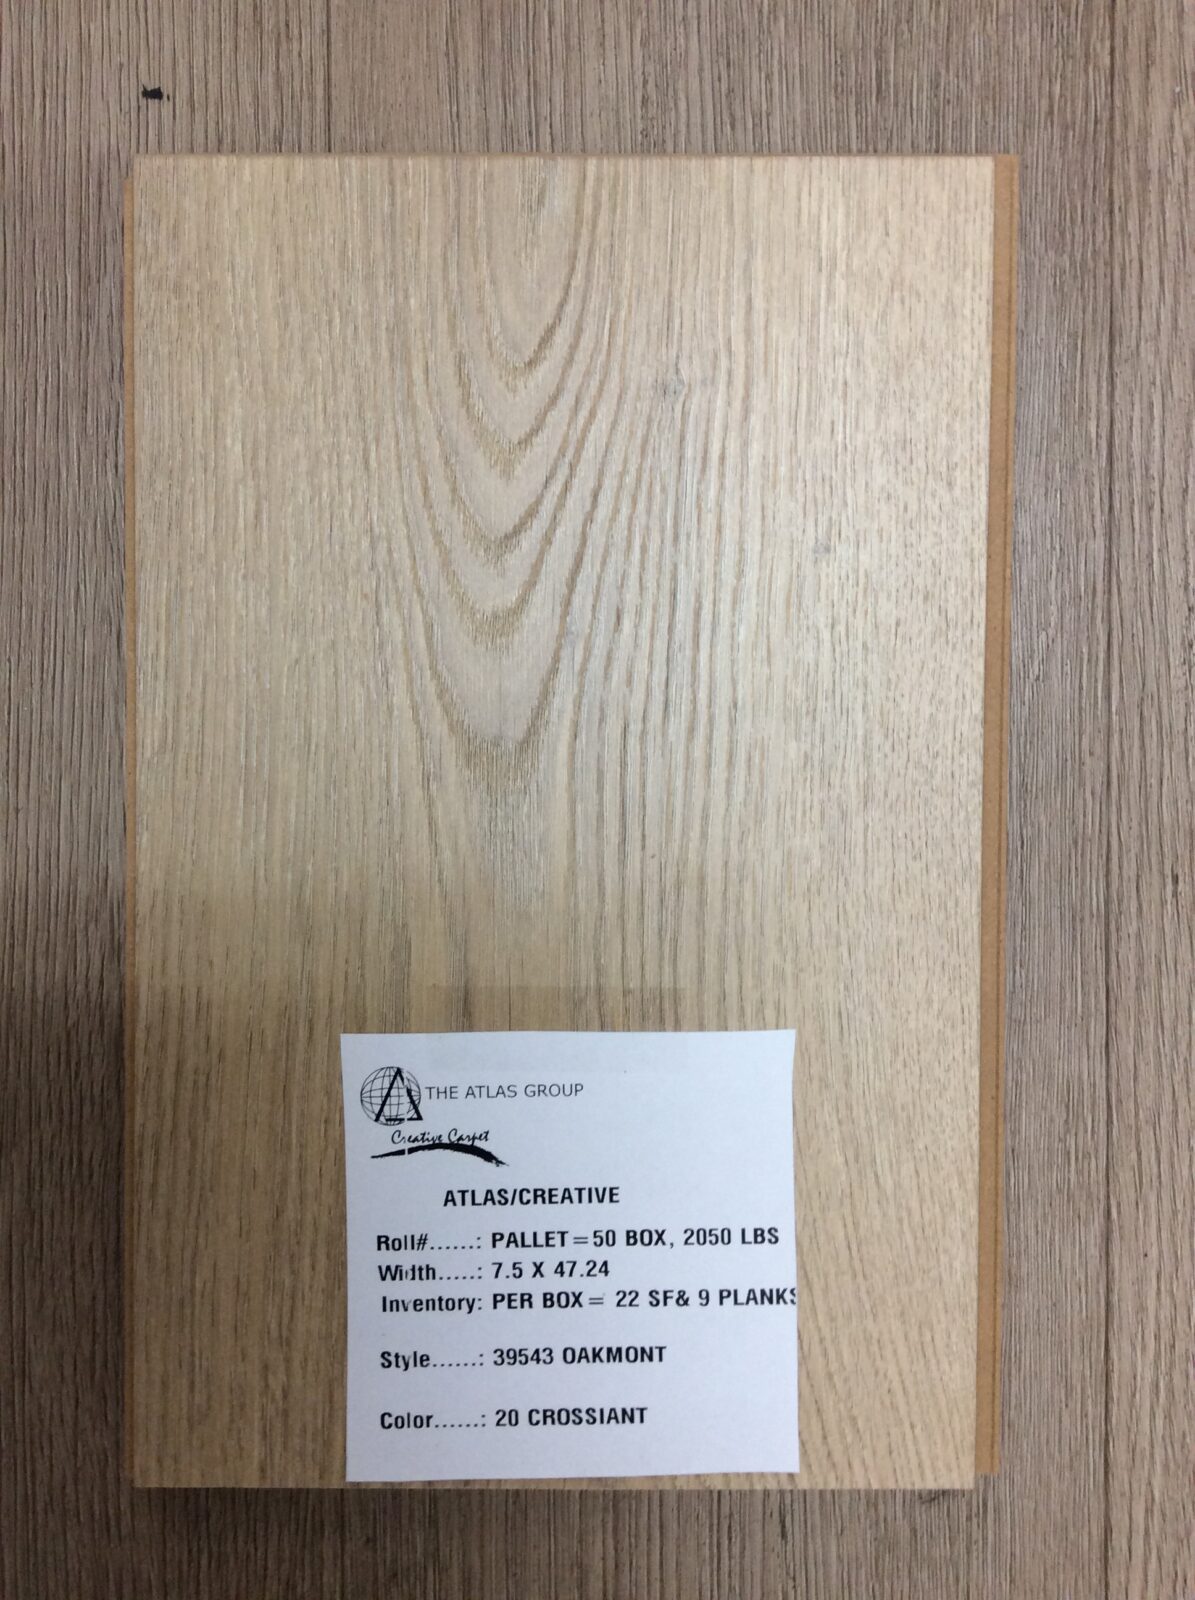 THE ATLAS GROUP
Creative Carpet
ATLAS/CREATIVE
Roll#......: PALLET=50 BOX, 2050 LBS
Width.....: 7.5 X 47.24
Inventory: PER BOX= 22 SF& 9 PLANKS
Style......: 39543 OAKMONT
Color......: 20 CROSSIANT